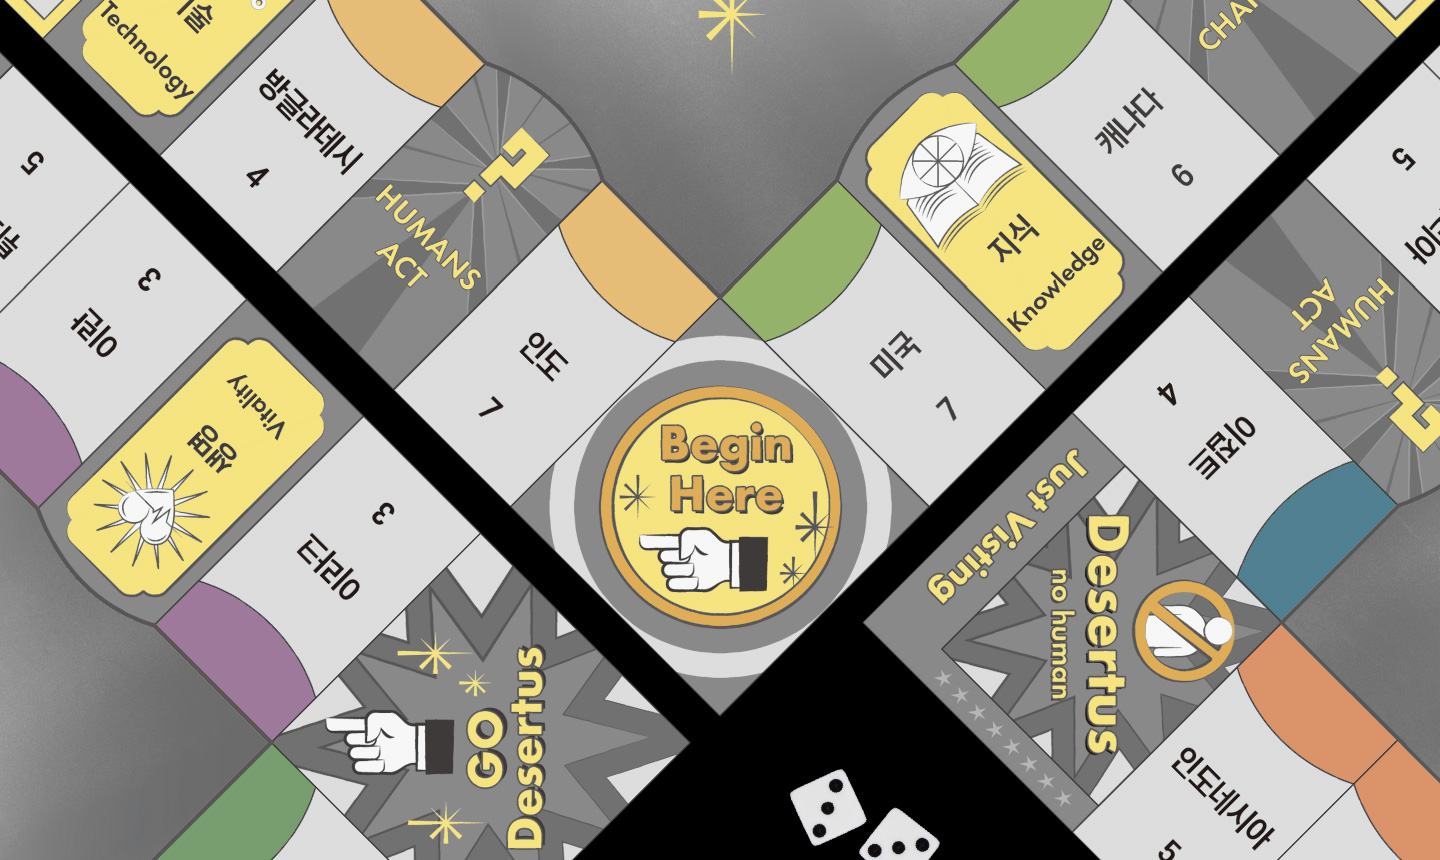 기술
Technology
방글라데시
4
HUMANS
ACT
인도
7
Begin
Here
미국
7
지식
Knowledge
캐나다
6
5
HUMANS
ACT
이집트
4
Just Visting
Desertus
no human
인도네시아
5
GO
Desertus
터키
3
생명
Vitality
이란
3
5